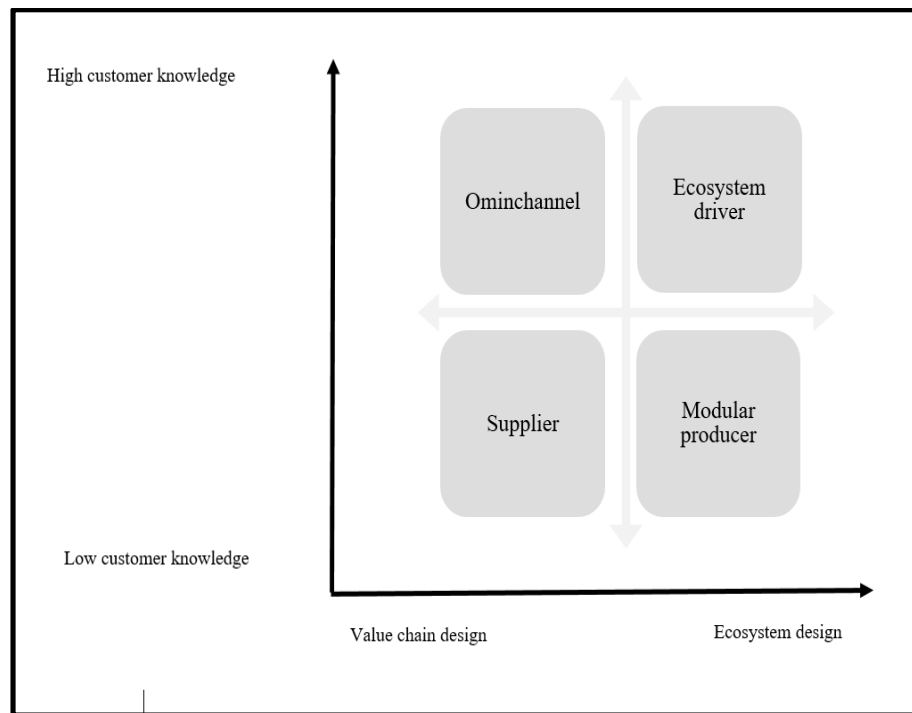 High customer knowledge
Ominchannel
Ecosystem
driver
Supplier
Modular
producer
Low customer knowledge
Value chain design
Ecosystem design